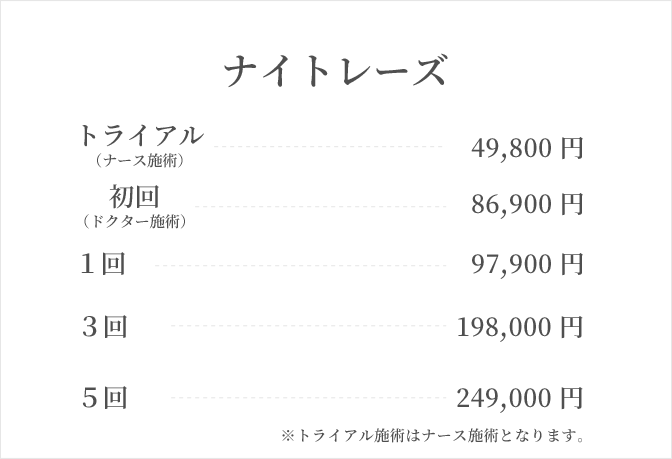 ナイトレーズ
トライアル 49,800 円
（ナース施術）
初回 86,900 円
（ドクター施術）
１回 97,900 円
３回 198,000 円
５回 249,000 円
※トライアル施術はナース施術となります。